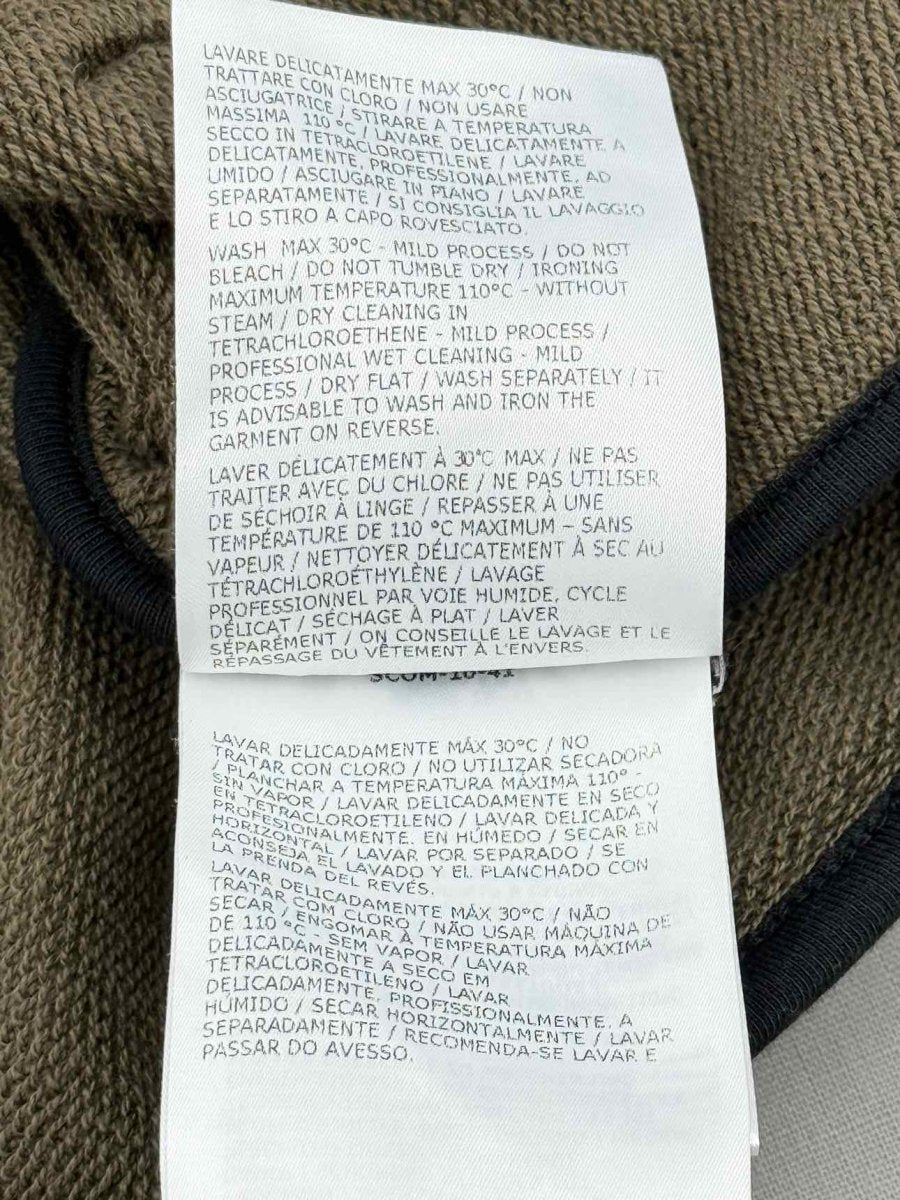 LAVARE DELICATAMENTE MAX 30°C / NON
TRATTARE CON CLORO / NON USARE
ASCIUGATRICE / STIRARE A TEMPERATURA
MASSIMA 110 °C / LAVARE DELICATAMENTE A
SECCO IN TETRACLOROETILENE / LAVARE
DELICATAMENTE, PROFESSIONALMENTE, AD
UMIDO / ASCIUGARE IN PIANO / LAVARE
SEPARATAMENTE / SI CONSIGLIA IL LAVAGGIO
E LO STIRO A CAPO ROVESCIATO.
WASH MAX 30°C - MILD PROCESS / DO NOT
BLEACH / DO NOT TUMBLE DRY / IRONING
MAXIMUM TEMPERATURE 110°C - WITHOUT
STEAM / DRY CLEANING IN
TETRACHLOROETHENE - MILD PROCESS /
PROFESSIONAL WET CLEANING - MILD
PROCESS / DRY FLAT / WASH SEPARATELY / IT
IS ADVISABLE TO WASH AND IRON THE
GARMENT ON REVERSE.
LAVER DÉLICATEMENT À 30°C MAX / NE PAS
TRAITER AVEC DU CHLORE / NE PAS UTILISER
DE SÉCHOIR À LINGE / REPASSER À UNE
TEMPÉRATURE DE 110 °C MAXIMUM – SANS
VAPEUR / NETTOYER DÉLICATEMENT À SEC AU
TÉTRACHLOROÉTHYLÈNE / LAVAGE
PROFESSIONNEL PAR VOIE HUMIDE, CYCLE
DÉLICAT / SÉCHAGE À PLAT / LAVER
SÉPARÉMENT / ON CONSEILLE LE LAVAGE ET LE
REPASSAGE DU VÊTEMENT À L'ENVERS.
SCOM-10-41
LAVAR DELICADAMENTE MÁX 30°C / NO
TRATAR CON CLORO / NO UTILIZAR SECADORA
/ PLANCHAR A TEMPERATURA MÁXIMA 110° -
SIN VAPOR / LAVAR DELICADAMENTE EN SECO
EN TETRACLOROETILENO / LAVAR DELICADA Y
PROFESIONALMENTE. EN HÚMEDO / SECAR EN
HORIZONTAL / LAVAR POR SEPARADO / SE
ACONSEJA EL LAVADO Y EL PLANCHADO CON
LA PRENDA DEL REVÉS.
LAVAR DELICADAMENTE MÁX 30°C / NÃO
TRATAR COM CLORO / NÃO USAR MÁQUINA DE
SECAR / ENGOMAR À TEMPERATURA MÁXIMA
DE 110 °C - SEM VAPOR / LAVAR
DELICADAMENTE A SECO EM
TETRACLOROETILENO / LAVAR
DELICADAMENTE, PROFISSIONALMENTE. A
HÚMIDO / SECAR HORIZONTALMENTE / LAVAR
SEPARADAMENTE / RECOMENDA-SE LAVAR E
PASSAR DO AVESSO.